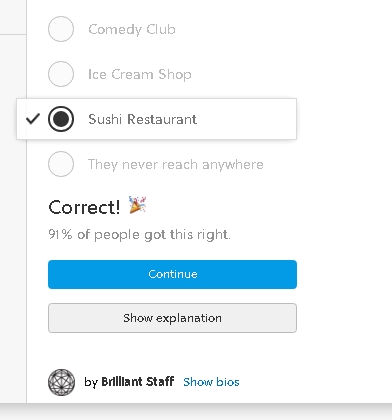 Comedy Club
Ice Cream Shop
Sushi Restaurant
They never reach anywhere
Correct! 🎉
91% of people got this right.
Continue
Show explanation
by Brilliant Staff Show bios